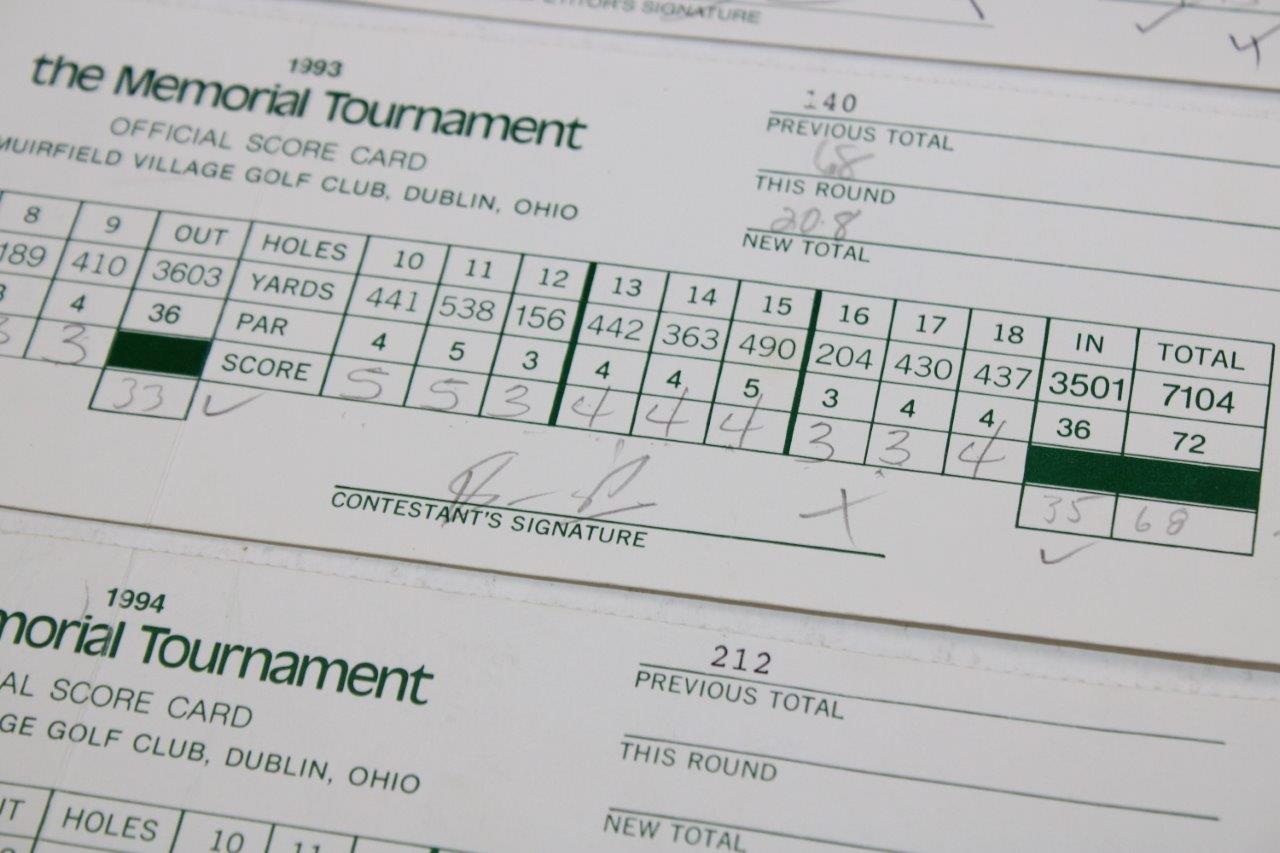 SIGNATURE
4
1993
the Memorial Tournament
OFFICIAL SCORE CARD
MUIRFIELD VILLAGE GOLF CLUB, DUBLIN, OHIO
140
PREVIOUS TOTAL
68
THIS ROUND
208
NEW TOTAL
8 9 OUT HOLES 10 11 12 13 14 15 16 17 18 IN TOTAL
189 410 3603 YARDS 441 538 156 442 363 490 204 430 437 3501 7104
3 4 36 PAR 4 5 3 4 4 5 3 4 4 36 72
3 3 SCORE 5 5 3 4 4 4 3 3 4
33 35 68
CONTESTANT'S SIGNATURE
1994
Tournament
SCORE CARD
GOLF CLUB, DUBLIN, OHIO
212
PREVIOUS TOTAL
THIS ROUND
NEW TOTAL
HOLES 10 11